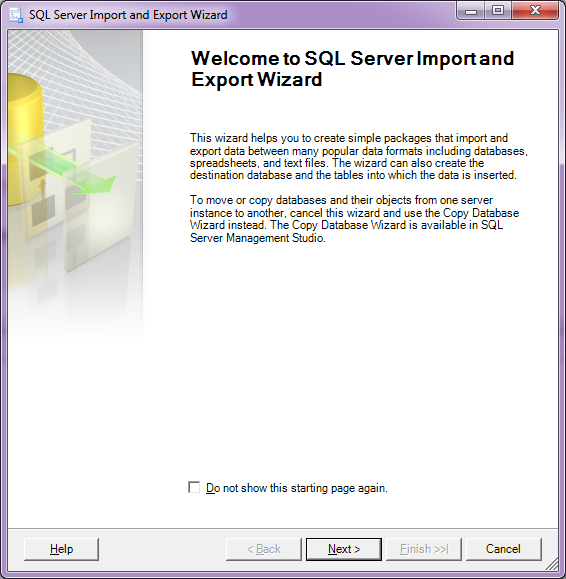 SQL Server Import and Export Wizard
Welcome to SQL Server Import and
Export Wizard
This wizard helps you to create simple packages that import and
export data between many popular data formats including databases,
spreadsheets, and text files. The wizard can also create the
destination database and the tables into which the data is inserted.
To move or copy databases and their objects from one server
instance to another, cancel this wizard and use the Copy Database
Wizard instead. The Copy Database Wizard is available in SQL
Server Management Studio.
Do not show this starting page again.
Help
< Back
Next >
Finish >>|
Cancel